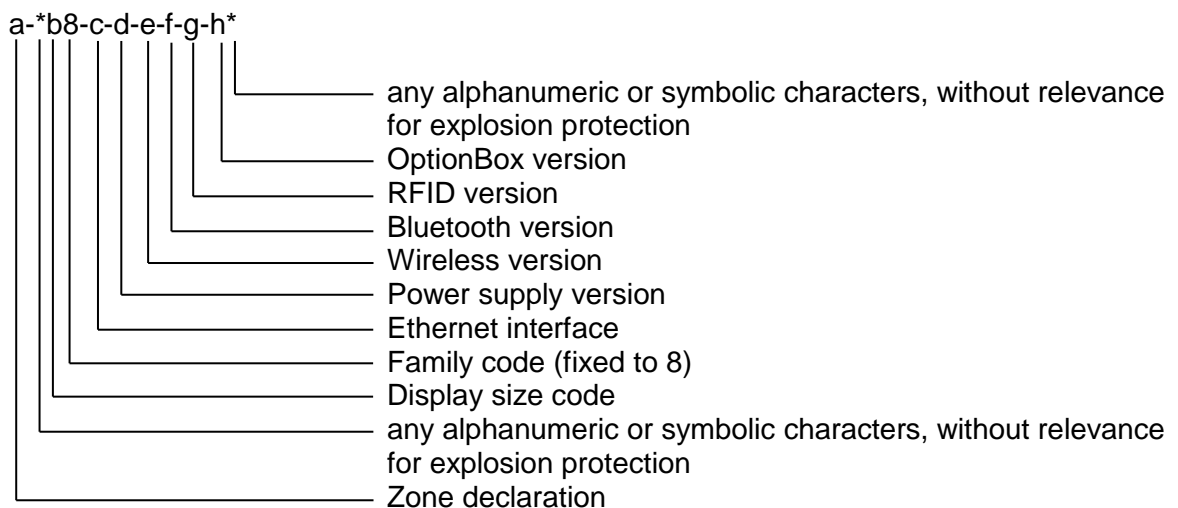 a-*b8-c-d-e-f-g-h*
any alphanumeric or symbolic characters, without relevance
for explosion protection
OptionBox version
RFID version
Bluetooth version
Wireless version
Power supply version
Ethernet interface
Family code (fixed to 8)
Display size code
any alphanumeric or symbolic characters, without relevance
for explosion protection
Zone declaration